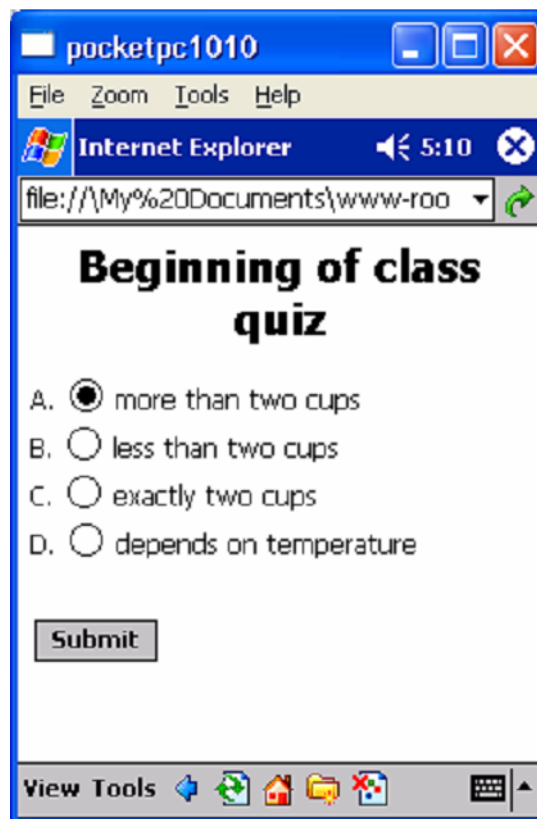 pocketpc1010
File Zoom Tools Help
Internet Explorer 5:10
file://\My%20Documents\www-roo
Beginning of class
quiz
A. more than two cups
B. less than two cups
C. exactly two cups
D. depends on temperature
Submit
View Tools